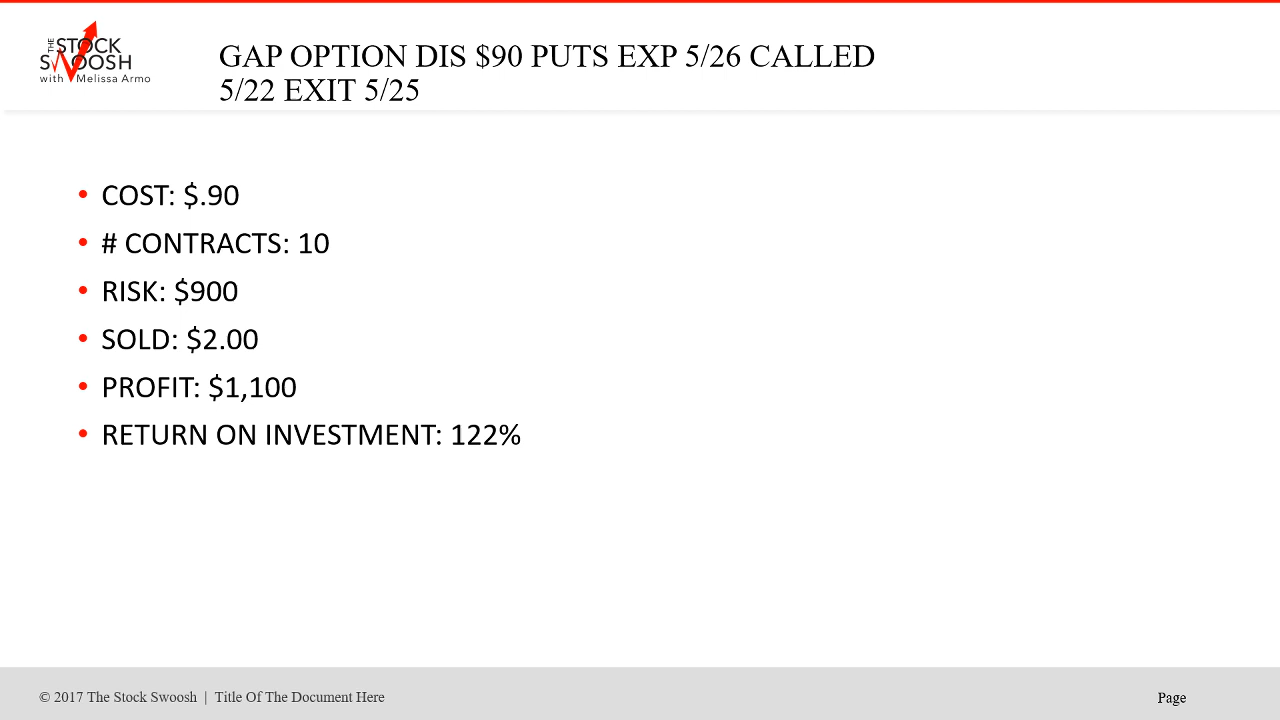 THE STOCK
SWOOSH
with Melissa Armo
GAP OPTION DIS $90 PUTS EXP 5/26 CALLED
5/22 EXIT 5/25
• COST: $.90
• # CONTRACTS: 10
• RISK: $900
• SOLD: $2.00
• PROFIT: $1,100
• RETURN ON INVESTMENT: 122%
© 2017 The Stock Swoosh | Title Of The Document Here
Page